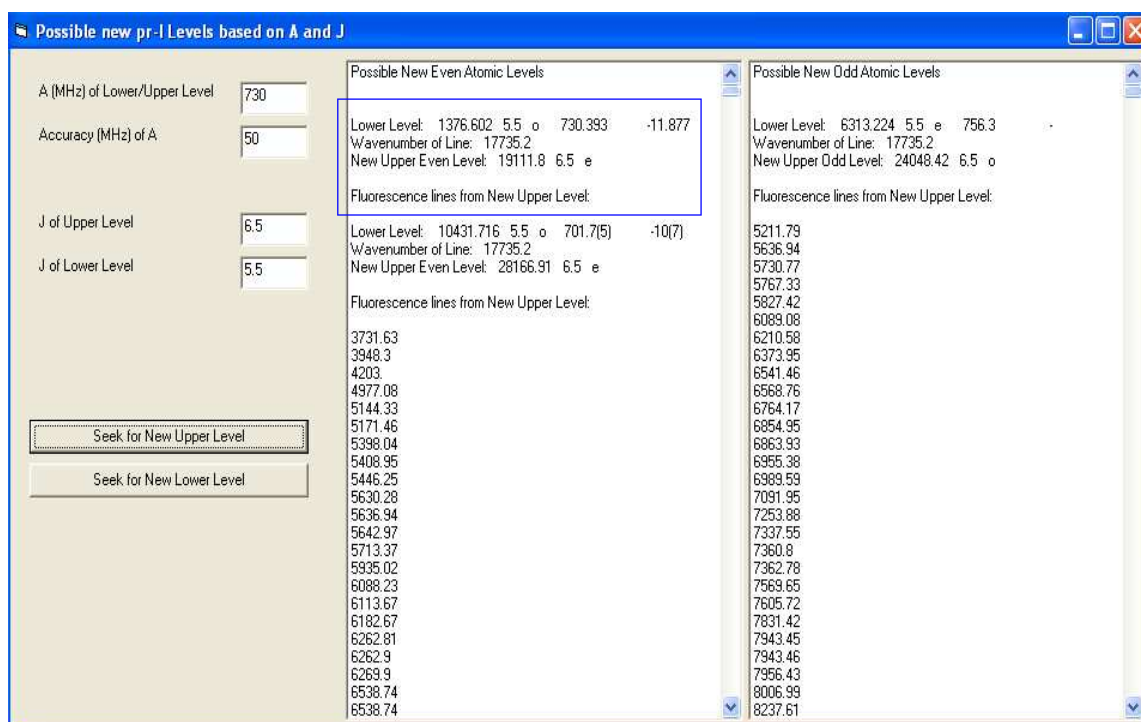 Possible new pr-I Levels based on A and J
A (MHz) of Lower/Upper Level 730
Accuracy (MHz) of A 50
J of Upper Level 6.5
J of Lower Level 5.5
Seek for New Upper Level
Seek for New Lower Level
Possible New Even Atomic Levels
Lower Level: 1376.602 5.5 o 730.393 -11.877
Wavenumber of Line: 17735.2
New Upper Even Level: 19111.8 6.5 e
Fluorescence lines from New Upper Level:
Lower Level: 10431.716 5.5 o 701.7(5) -10(7)
Wavenumber of Line: 17735.2
New Upper Even Level: 28166.91 6.5 e
Fluorescence lines from New Upper Level:
3731.63
3948.3
4203.
4977.08
5144.33
5171.46
5398.04
5408.95
5446.25
5630.28
5636.94
5642.97
5713.37
5935.02
6088.23
6113.67
6182.67
6262.81
6262.9
6269.9
6538.74
6538.74
Possible New Odd Atomic Levels
Lower Level: 6313.224 5.5 e 756.3 -
Wavenumber of Line: 17735.2
New Upper Odd Level: 24048.42 6.5 o
Fluorescence lines from New Upper Level:
5211.79
5636.94
5730.77
5767.33
5827.42
6089.08
6210.58
6373.95
6541.46
6568.76
6764.17
6854.95
6863.93
6955.38
6989.59
7091.95
7253.88
7337.55
7360.8
7362.78
7569.65
7605.72
7831.42
7943.45
7943.46
7956.43
8006.99
8237.61